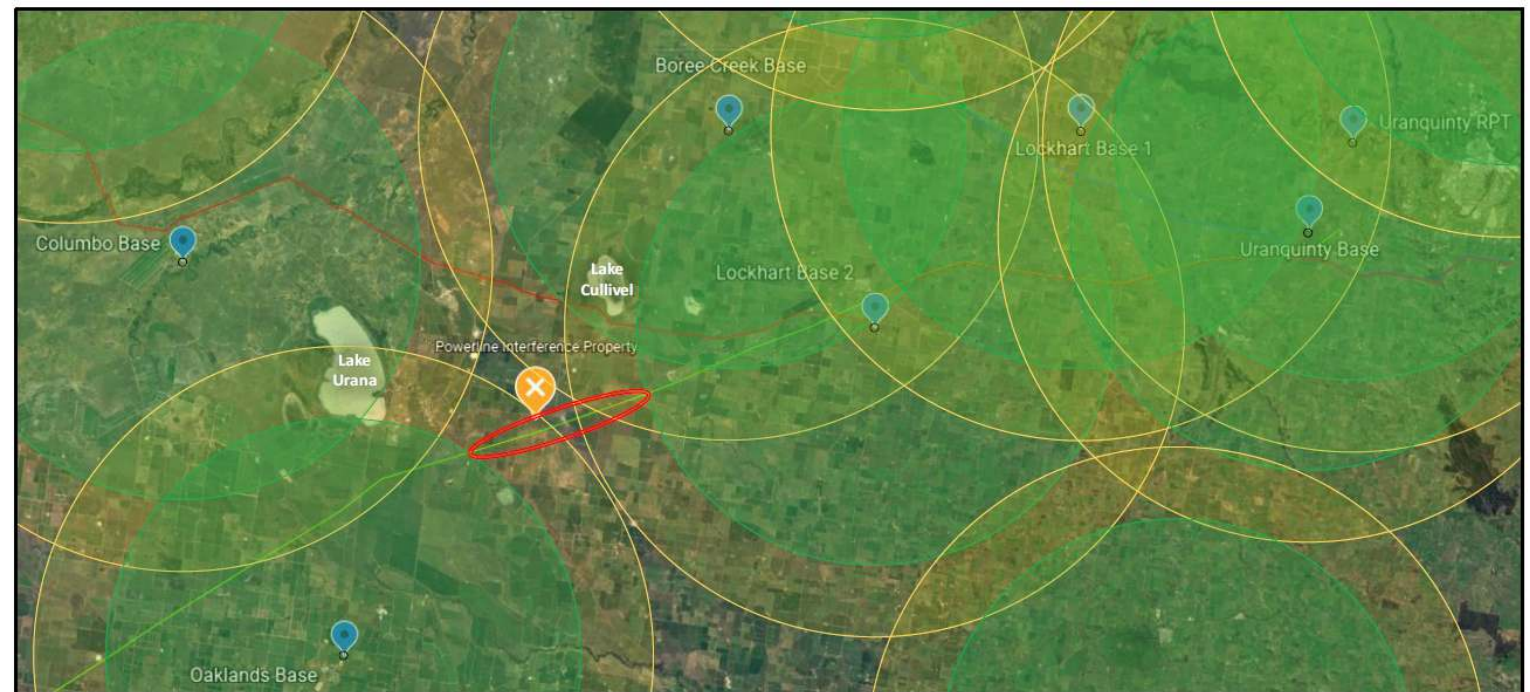 Boree Creek Base
Uranquinty RPT
Lockhart Base 1
Columbo Base
Uranquinty Base
Lake
Cullivel
Lockhart Base 2
Powerline Interference Property
Lake
Urana
Oaklands Base